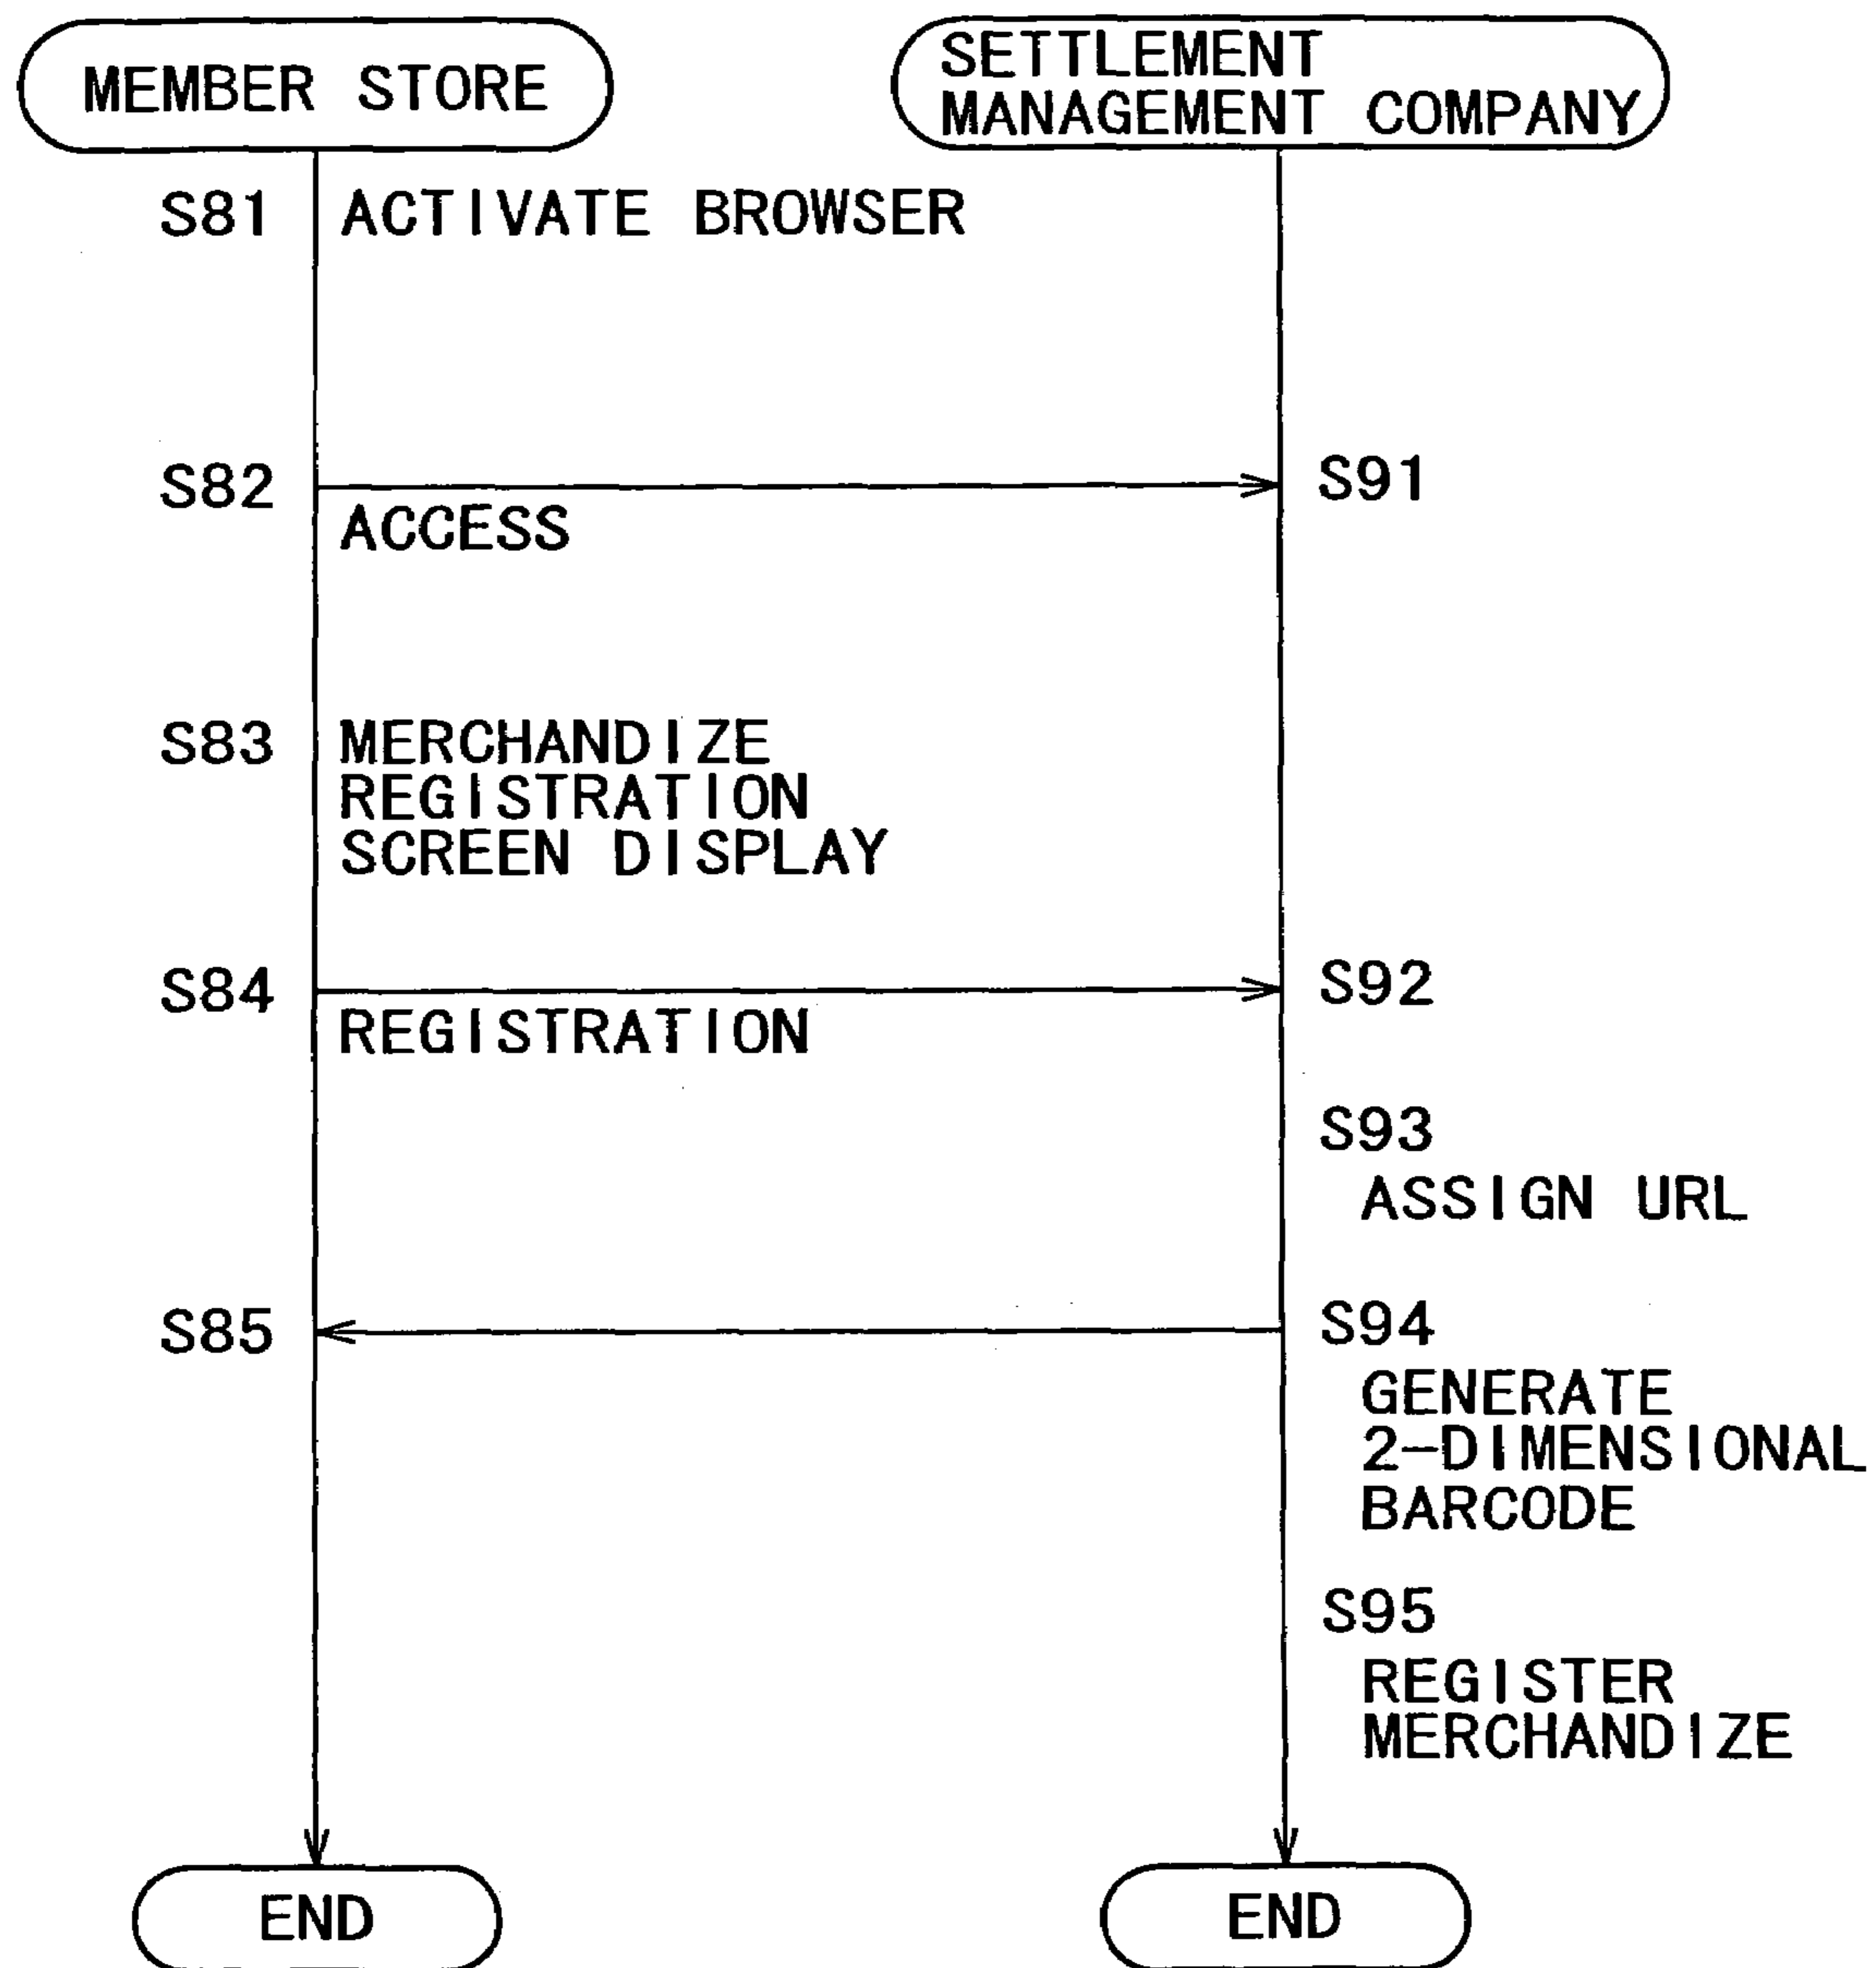 MEMBER STORE
SETTLEMENT
MANAGEMENT COMPANY
S81 ACTIVATE BROWSER
S82
S91
ACCESS
S83 MERCHANDIZE
REGISTRATION
SCREEN DISPLAY
S84
S92
REGISTRATION
S93
ASSIGN URL
S85
S94
GENERATE
2-DIMENSIONAL
BARCODE
S95
REGISTER
MERCHANDIZE
END
END